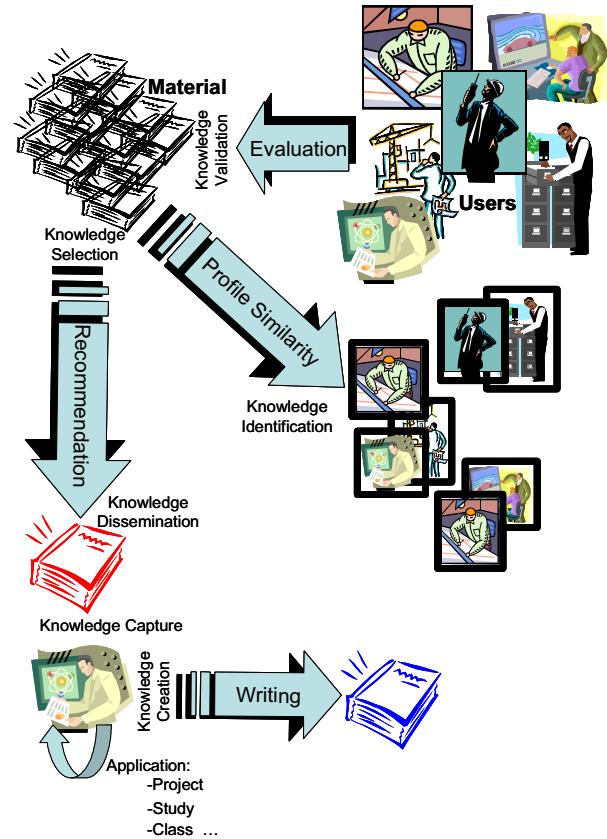 Material
Knowledge
Validation
Evaluation
Users
Knowledge
Selection
Profile Similarity
Recommendation
Knowledge
Identification
Knowledge
Dissemination
Knowledge Capture
Knowledge
Creation
Writing
Application:
-Project
-Study
-Class ...